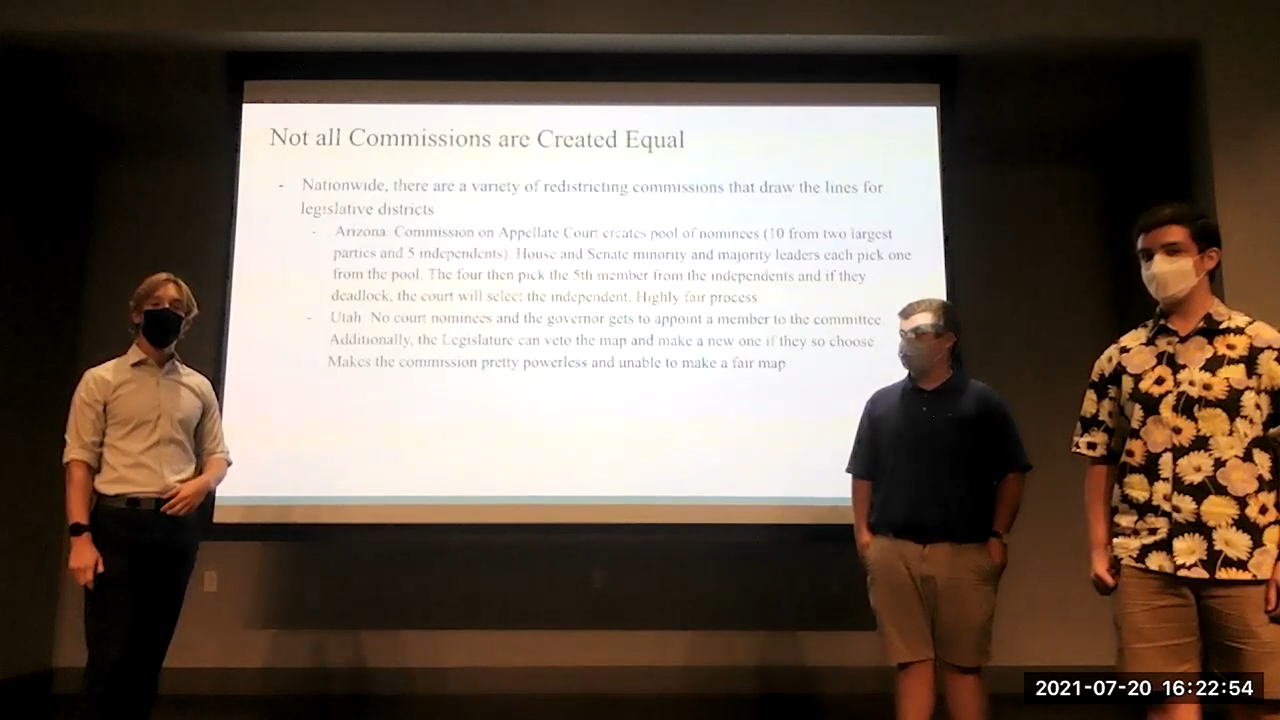 Not all Commissions are Created Equal
- Nationwide, there are a variety of redistricting commissions that draw the lines for
legislative districts
- Arizona: Commission on Appellate Court creates pool of nominees (10 from two largest
parties and 5 independents). House and Senate minority and majority leaders each pick one
from the pool. The four then pick the 5th member from the independents and if they
deadlock, the court will select the independent. Highly fair process
- Utah: No court nominees and the governor gets to appoint a member to the committee.
Additionally, the Legislature can veto the map and make a new one if they so choose
Makes the commission pretty powerless and unable to make a fair map
2021-07-20 16:22:54